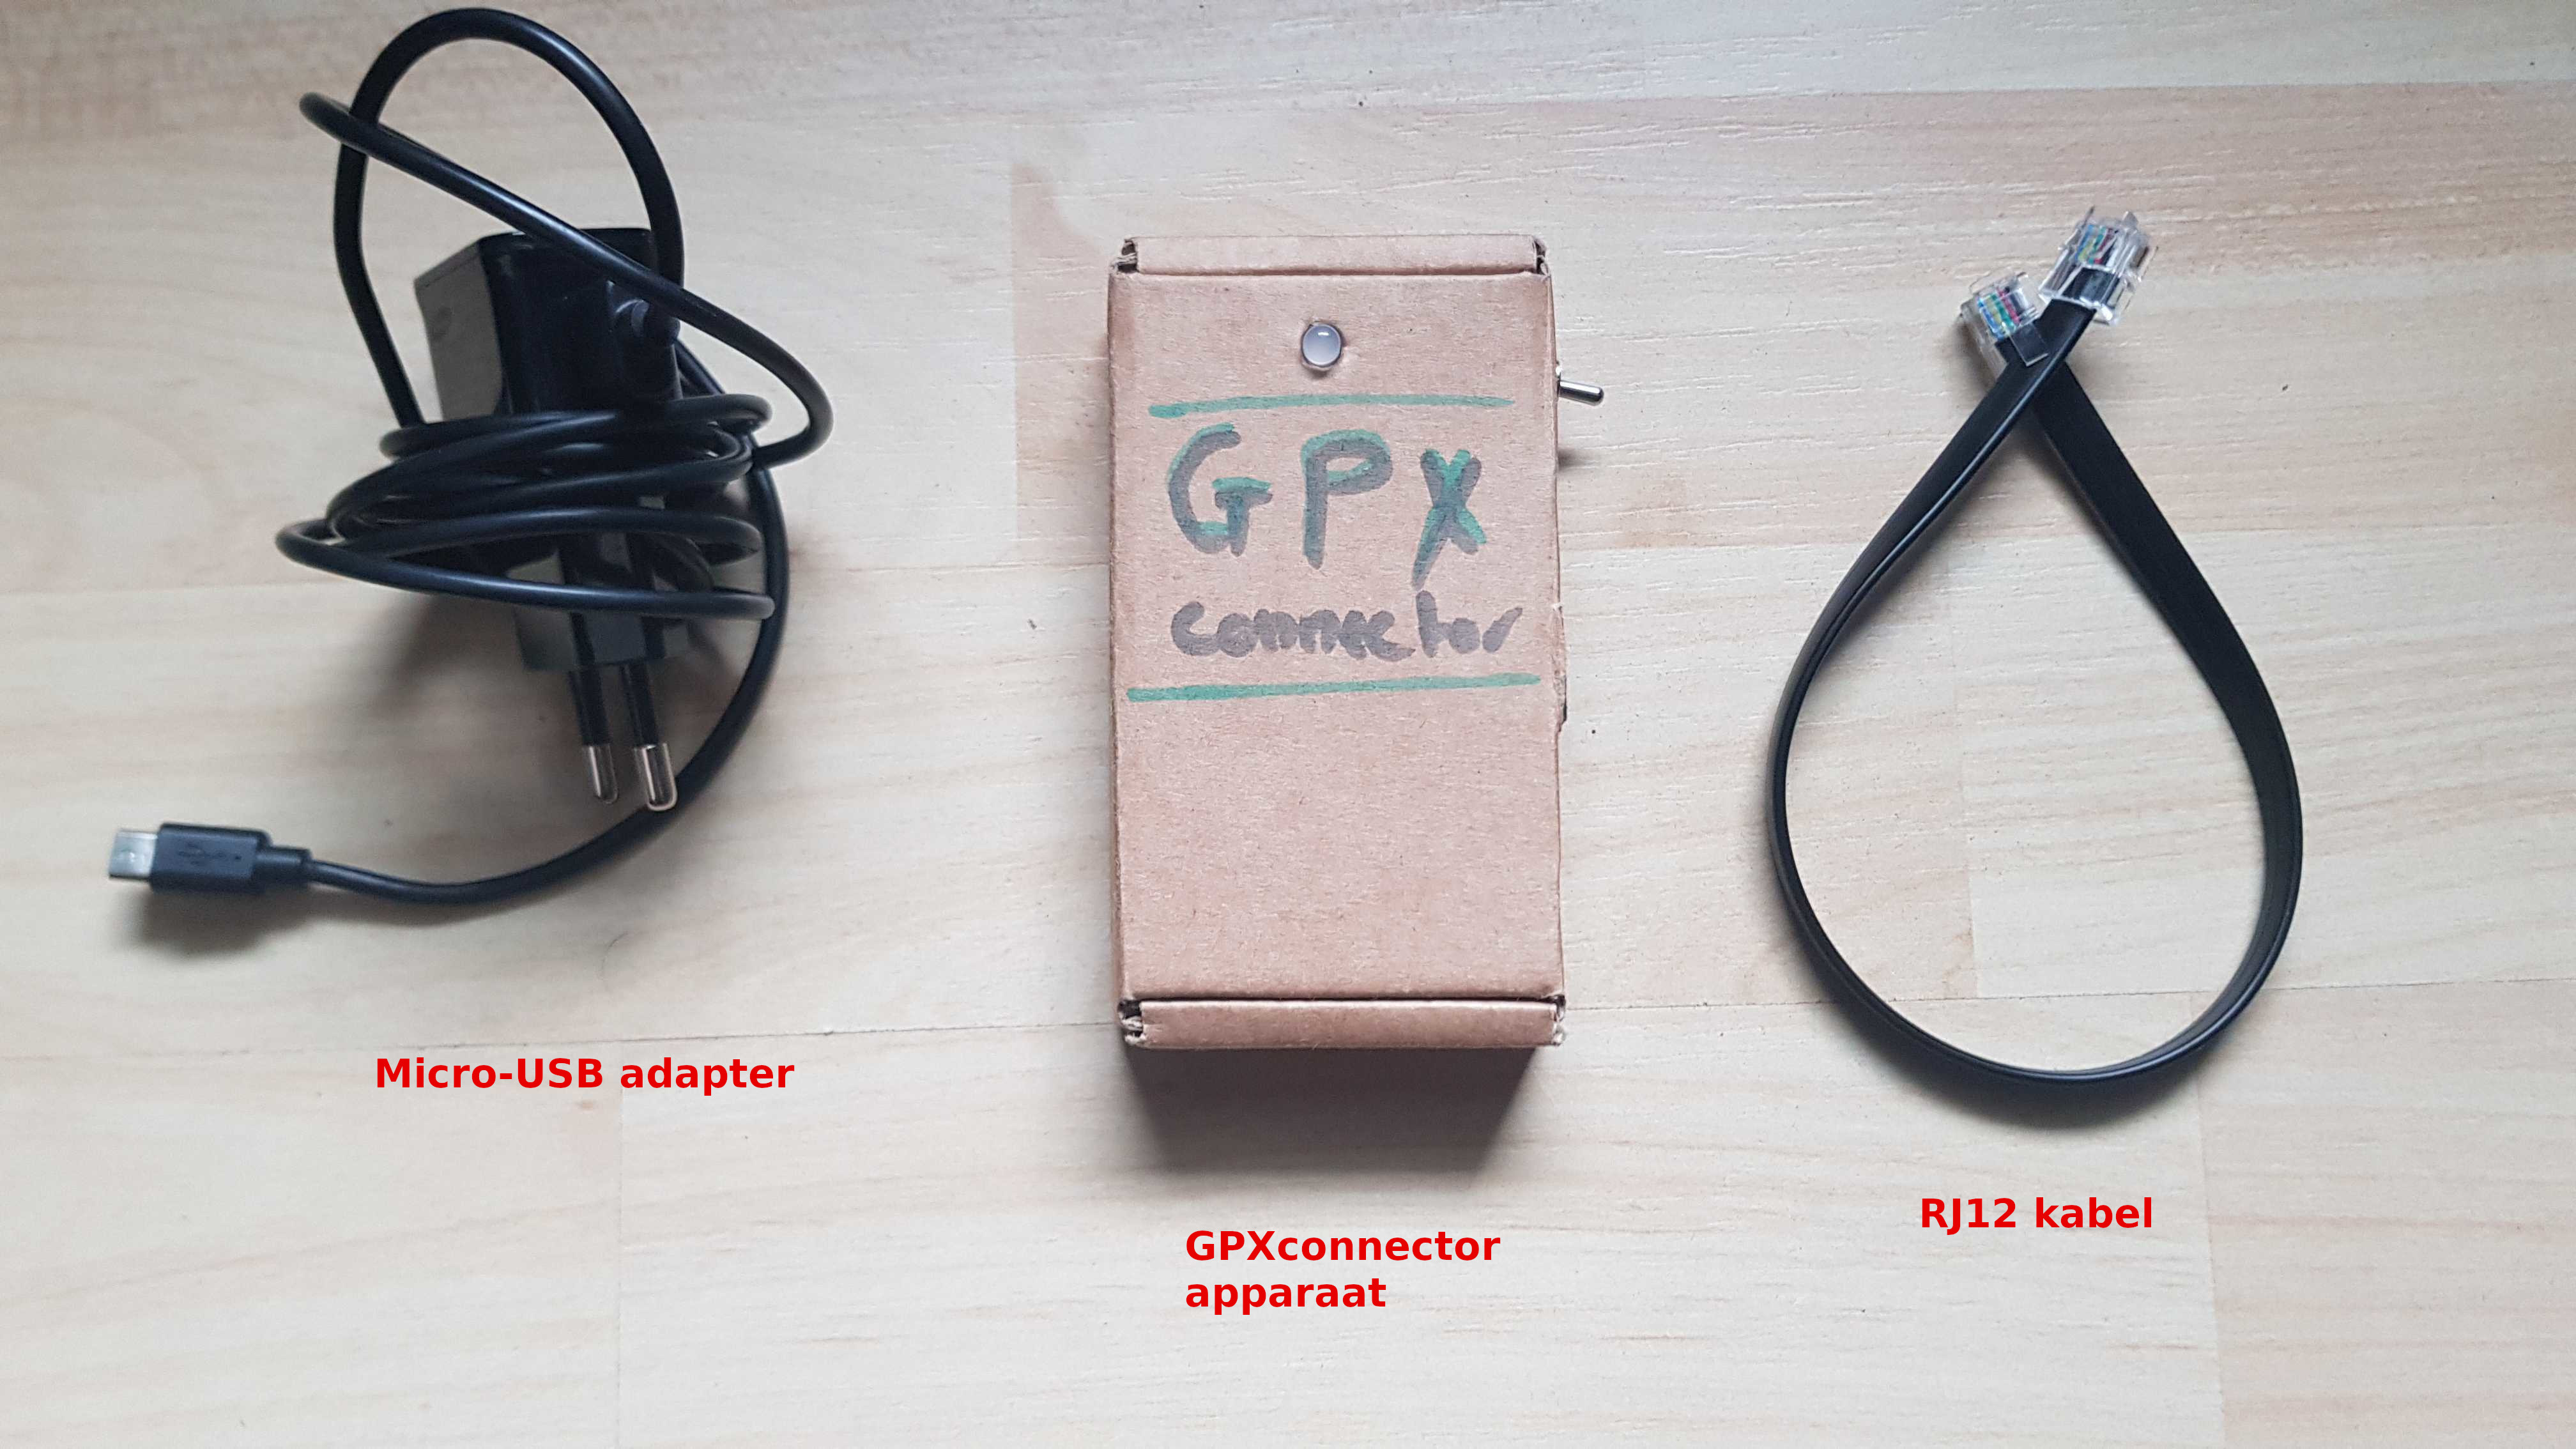 GPX
connector
Micro-USB adapter
GPXconnector
apparaat
RJ12 kabel